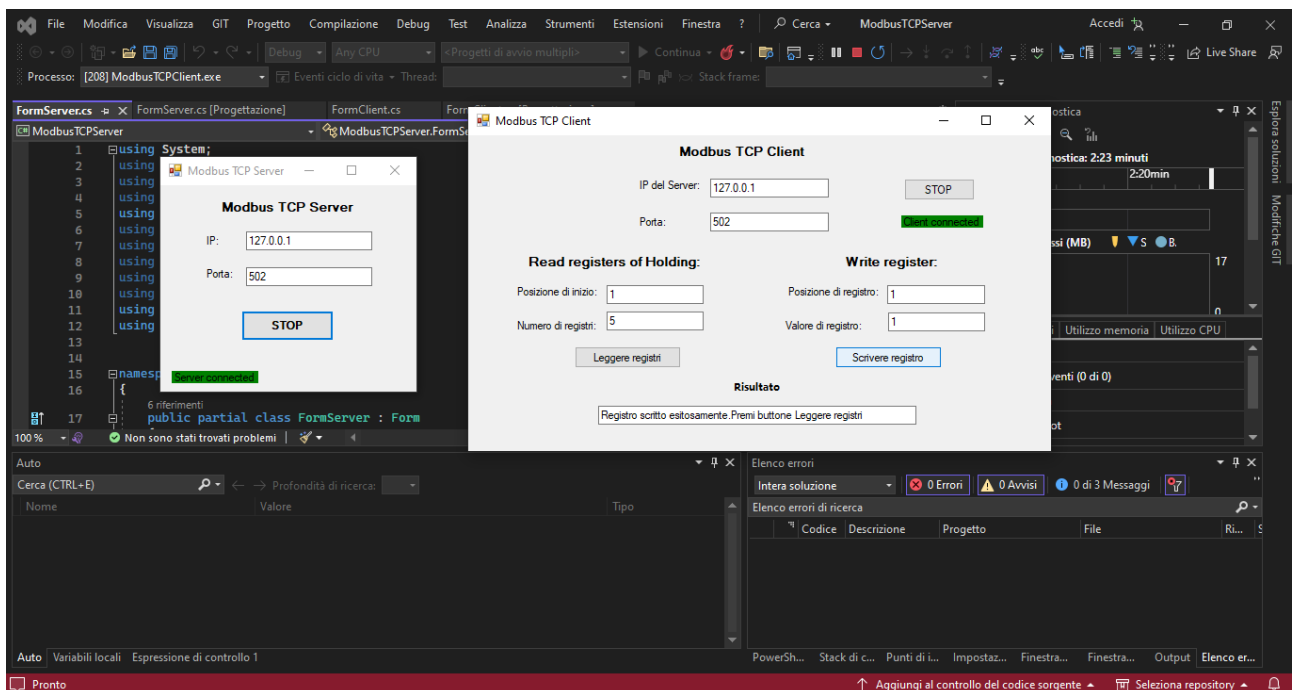 File Modifica Visualizza GIT Progetto Compilazione Debug Test Analizza Strumenti Estensioni Finestra ? Cerca ModbusTCPServer Accedi
Debug Any CPU <Progetti di avvio multipli> Continua Live Share
Processo: [208] ModbusTCPClient.exe Eventi ciclo di vita Thread: Stack frame:
FormServer.cs FormServer.cs [Progettazione] FormClient.cs
ModbusTCPServer ModbusTCPServer.FormSe
1 using System;
2 using
3 using
4 using
5 using
6 using
7 using
8 using
9 using
10 using
11 using
12 using
13
14
15 namesp
16 {
6 riferimenti
17 public partial class FormServer : Form
100 % Non sono stati trovati problemi
Modbus TCP Server
Modbus TCP Server
IP: 127.0.0.1
Porta: 502
STOP
Server connected
Modbus TCP Client
Modbus TCP Client
IP del Server: 127.0.0.1 STOP
Porta: 502 Client connected
Read registers of Holding: Write register:
Posizione di inizio: 1 Posizione di registro: 1
Numero di registri: 5 Valore di registro: 1
Leggere registri Scrivere registro
Risultato
Registro scritto esitosamente.Premi buttone Leggere registri
ostica
nostica: 2:23 minuti
2:20min
ssi (MB) S B.
17
0
Utilizzo memoria Utilizzo CPU
venti (0 di 0)
ot
Esplora soluzioni
Modifiche GIT
Auto
Cerca (CTRL+E) Profondità di ricerca:
Nome Valore Tipo
Auto Variabili locali Espressione di controllo 1
Elenco errori
Intera soluzione 0 Errori 0 Avvisi 0 di 3 Messaggi
Elenco errori di ricerca
Codice Descrizione Progetto File Ri... S
PowerSh... Stack di c... Punti di i... Impostaz... Finestra... Finestra... Output Elenco er...
Pronto Aggiungi al controllo del codice sorgente Seleziona repository